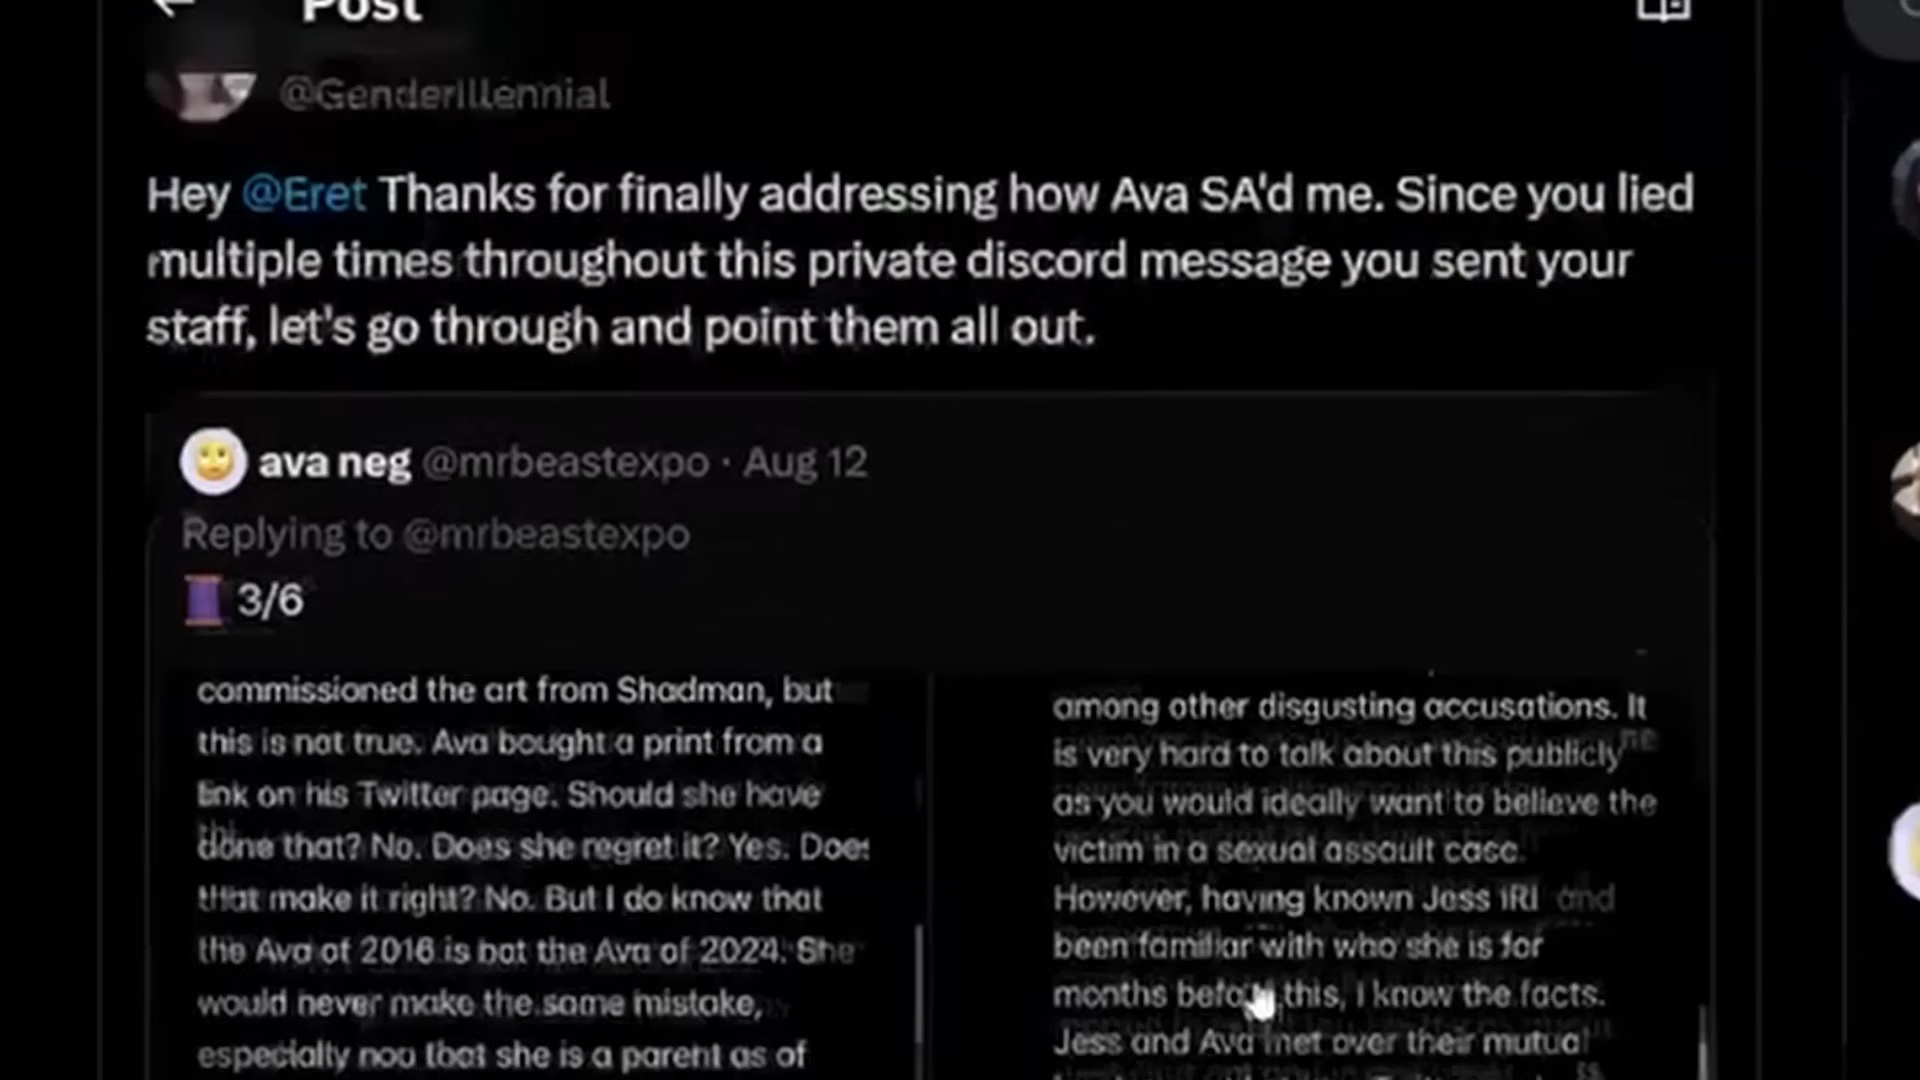 Post
@Genderillennial
Hey @Eret Thanks for finally addressing how Ava SA'd me. Since you lied
multiple times throughout this private discord message you sent your
staff, let's go through and point them all out.
ava neg @mrbeastexpo · Aug 12
Replying to @mrbeastexpo
🧵 3/6
commissioned the art from Shadman, but
this is not true. Ava bought a print from a
link on his Twitter page. Should she have
done that? No. Does she regret it? Yes. Does
that make it right? No. But I do know that
the Ava of 2016 is not the Ava of 2024. She
would never make the same mistake,
especially now that she is a parent as of
among other disgusting accusations. It
is very hard to talk about this publicly
as you would ideally want to believe the
victim in a sexual assault case.
However, having known Jess IRL and
been familiar with who she is for
months before this, I know the facts.
Jess and Ava met over their mutual